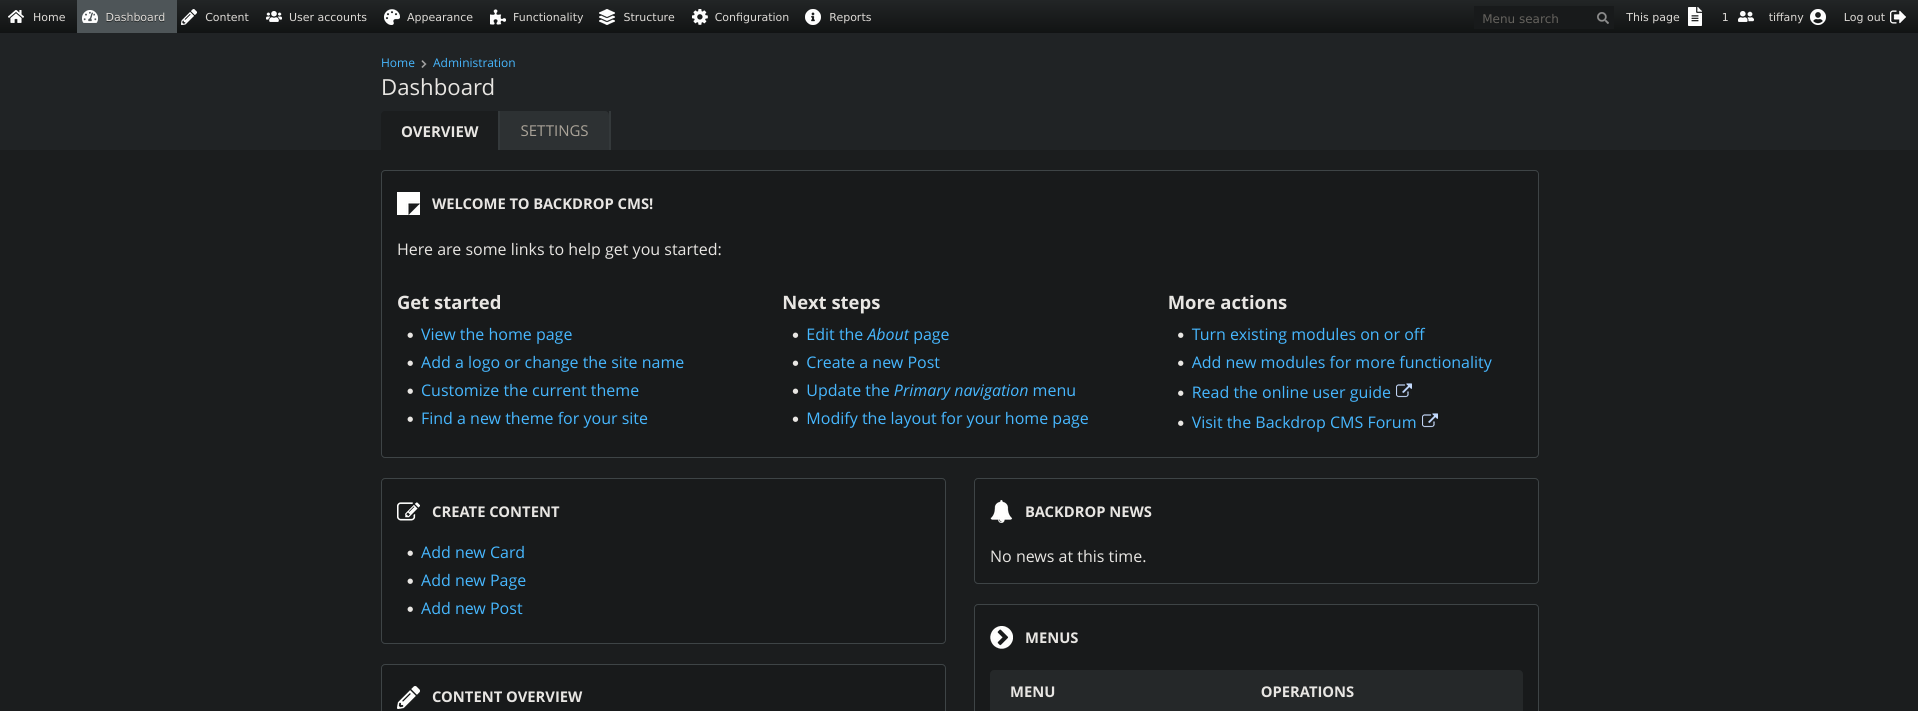 Home Dashboard Content User accounts Appearance Functionality Structure Configuration Reports Menu search This page 1 tiffany Log out
Home › Administration
Dashboard
OVERVIEW SETTINGS
WELCOME TO BACKDROP CMS!
Here are some links to help get you started:
Get started
• View the home page
• Add a logo or change the site name
• Customize the current theme
• Find a new theme for your site
Next steps
• Edit the About page
• Create a new Post
• Update the Primary navigation menu
• Modify the layout for your home page
More actions
• Turn existing modules on or off
• Add new modules for more functionality
• Read the online user guide
• Visit the Backdrop CMS Forum
CREATE CONTENT
• Add new Card
• Add new Page
• Add new Post
CONTENT OVERVIEW
BACKDROP NEWS
No news at this time.
MENUS
MENU OPERATIONS